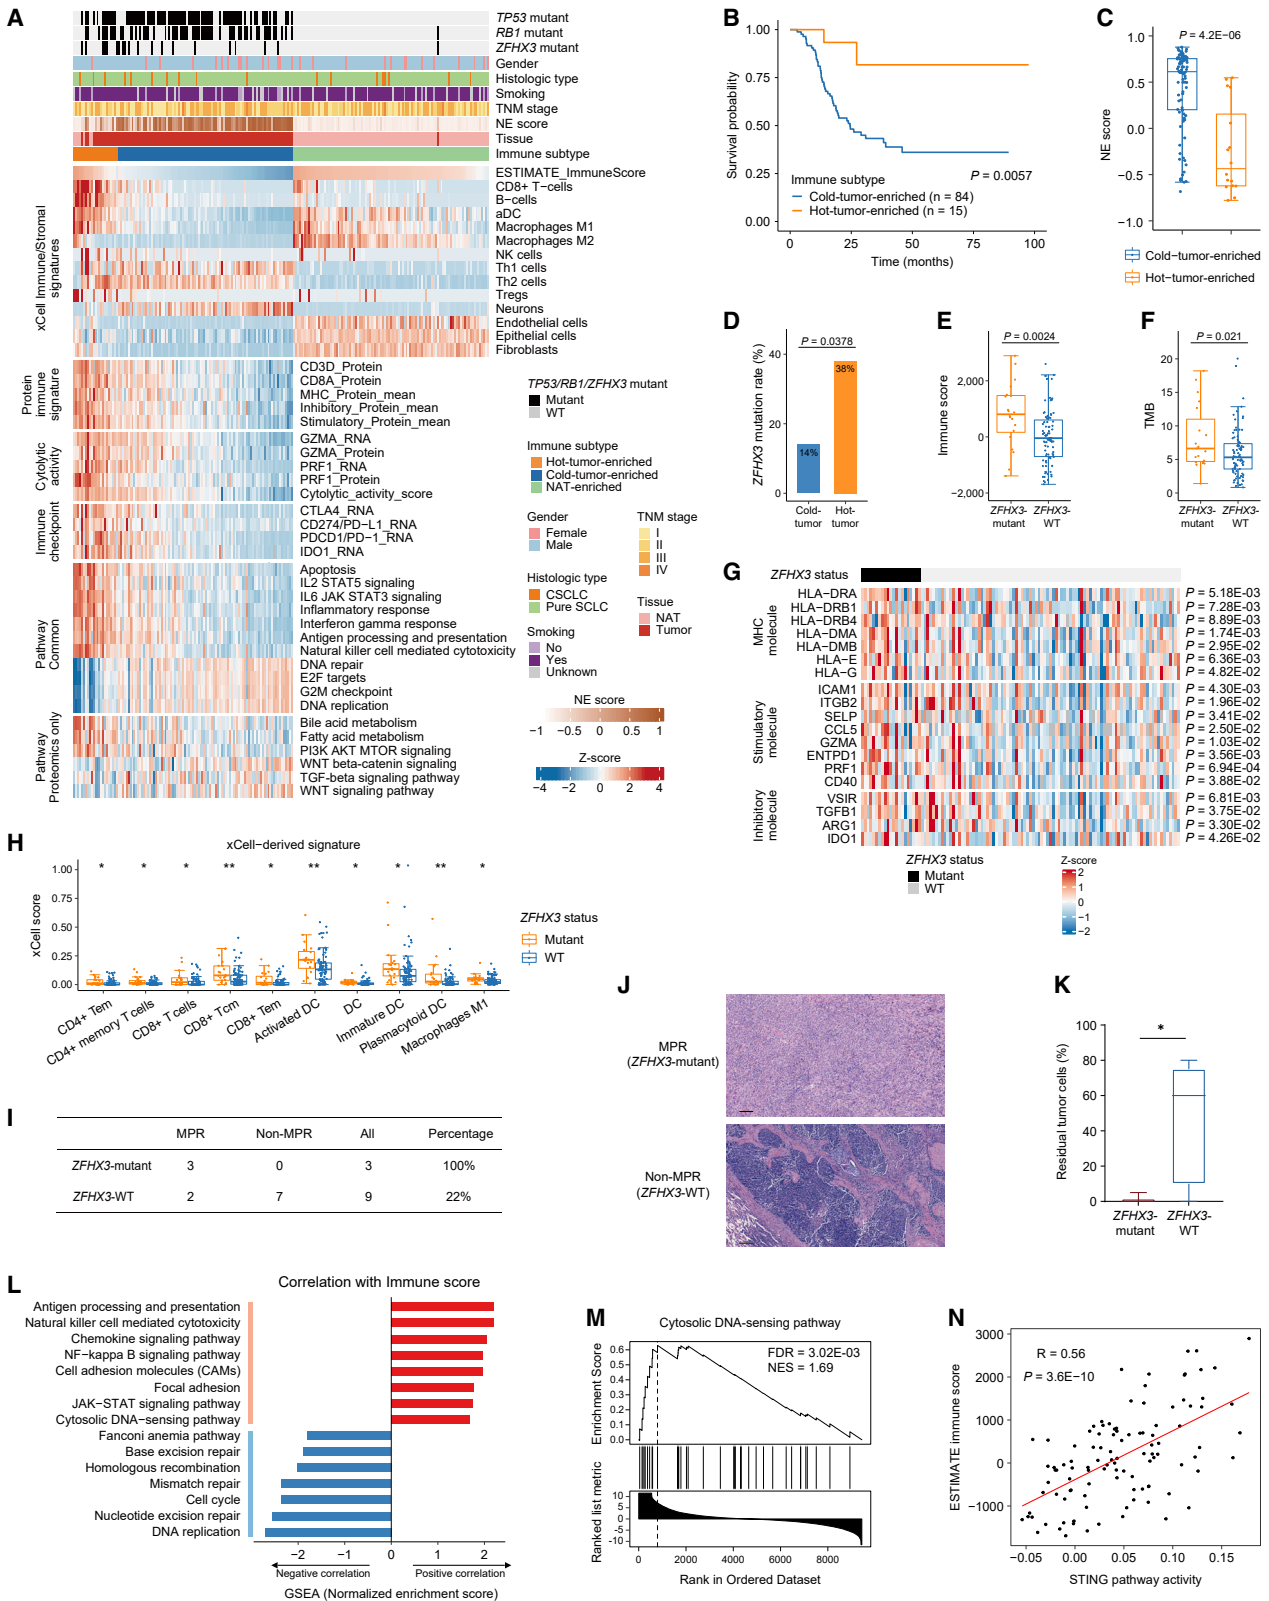 A
TP53 mutant
RB1 mutant
ZFHX3 mutant
Gender
Histologic type
Smoking
TNM stage
NE score
Tissue
Immune subtype
ESTIMATE_ImmuneScore
CD8+ T-cells
B-cells
aDC
Macrophages M1
Macrophages M2
NK cells
Th1 cells
Th2 cells
Tregs
Neurons
Endothelial cells
Epithelial cells
Fibroblasts
xCell Immune/Stromal signatures
Protein immune signature
CD3D_Protein
CD8A_Protein
MHC_Protein_mean
Inhibitory_Protein_mean
Stimulatory_Protein_mean
Cytolytic activity
GZMA_RNA
GZMA_Protein
PRF1_RNA
PRF1_Protein
Cytolytic_activity_score
Immune checkpoint
CTLA4_RNA
CD274/PD-L1_RNA
PDCD1/PD-1_RNA
IDO1_RNA
Pathway Common
Apoptosis
IL2 STAT5 signaling
IL6 JAK STAT3 signaling
Inflammatory response
Interferon gamma response
Antigen processing and presentation
Natural killer cell mediated cytotoxicity
DNA repair
E2F targets
G2M checkpoint
DNA replication
Pathway Proteomics only
Bile acid metabolism
Fatty acid metabolism
PI3K AKT MTOR signaling
WNT beta-catenin signaling
TGF-beta signaling pathway
WNT signaling pathway
TP53/RB1/ZFHX3 mutant
Mutant
WT
Immune subtype
Hot-tumor-enriched
Cold-tumor-enriched
NAT-enriched
Gender
Female
Male
Histologic type
CSCLC
Pure SCLC
Smoking
No
Yes
Unknown
TNM stage
I
II
III
IV
Tissue
NAT
Tumor
NE score
−1 −0.5 0 0.5 1
Z-score
−4 −2 0 2 4
B
Survival probability
1.00
0.75
0.50
0.25
0.00
P = 0.0057
Immune subtype
Cold-tumor-enriched (n = 84)
Hot-tumor-enriched (n = 15)
0 25 50 75 100
Time (months)
C
P = 4.2E−06
NE score
1.0
0.5
0.0
−0.5
−1.0
Cold−tumor−enriched
Hot−tumor−enriched
D
P = 0.0378
ZFHX3 mutation rate (%)
40
20
0
14%
38%
Cold-tumor
Hot-tumor
E
P = 0.0024
Immune score
2,000
0
−2,000
ZFHX3-mutant
ZFHX3-WT
F
P = 0.021
TMB
20
15
10
5
0
ZFHX3-mutant
ZFHX3-WT
G
ZFHX3 status
MHC molecule
HLA−DRA P = 5.18E-03
HLA−DRB1 P = 7.28E-03
HLA−DRB4 P = 8.89E-03
HLA−DMA P = 1.74E-03
HLA−DMB P = 2.95E-02
HLA−E P = 6.36E-03
HLA−G P = 4.82E-02
Stimulatory molecule
ICAM1 P = 4.30E-03
ITGB2 P = 1.96E-02
SELP P = 3.41E-02
CCL5 P = 2.50E-02
GZMA P = 1.03E-02
ENTPD1 P = 3.56E-03
PRF1 P = 6.94E-04
CD40 P = 3.88E-02
Inhibitory molecule
VSIR P = 6.81E-03
TGFB1 P = 3.75E-02
ARG1 P = 3.30E-02
IDO1 P = 4.26E-02
ZFHX3 status
Mutant
WT
Z-score
2
1
0
−1
−2
H
xCell−derived signature
* * * ** * ** * * ** *
xCell score
1.00
0.75
0.50
0.25
0.00
CD4+ Tem
CD4+ memory T cells
CD8+ T cells
CD8+ Tcm
CD8+ Tem
Activated DC
DC
Immature DC
Plasmacytoid DC
Macrophages M1
ZFHX3 status
Mutant
WT
I
MPR Non-MPR All Percentage
ZFHX3-mutant 3 0 3 100%
ZFHX3-WT 2 7 9 22%
J
MPR
(ZFHX3-mutant)
Non-MPR
(ZFHX3-WT)
K
*
Residual tumor cells (%)
100
80
60
40
20
0
ZFHX3-mutant
ZFHX3-WT
L
Correlation with Immune score
Antigen processing and presentation
Natural killer cell mediated cytotoxicity
Chemokine signaling pathway
NF−kappa B signaling pathway
Cell adhesion molecules (CAMs)
Focal adhesion
JAK−STAT signaling pathway
Cytosolic DNA−sensing pathway
Fanconi anemia pathway
Base excision repair
Homologous recombination
Mismatch repair
Cell cycle
Nucleotide excision repair
DNA replication
−2 −1 0 1 2
Negative correlation
Positive correlation
GSEA (Normalized enrichment score)
M
Cytosolic DNA-sensing pathway
FDR = 3.02E-03
NES = 1.69
Enrichment Score
0.6
0.5
0.4
0.3
0.2
0.1
0.0
Ranked list metric
10
5
0
-5
-10
0 2000 4000 6000 8000
Rank in Ordered Dataset
N
R = 0.56
P = 3.6E−10
ESTIMATE Immune score
3000
2000
1000
0
−1000
−0.05 0.00 0.05 0.10 0.15
STING pathway activity